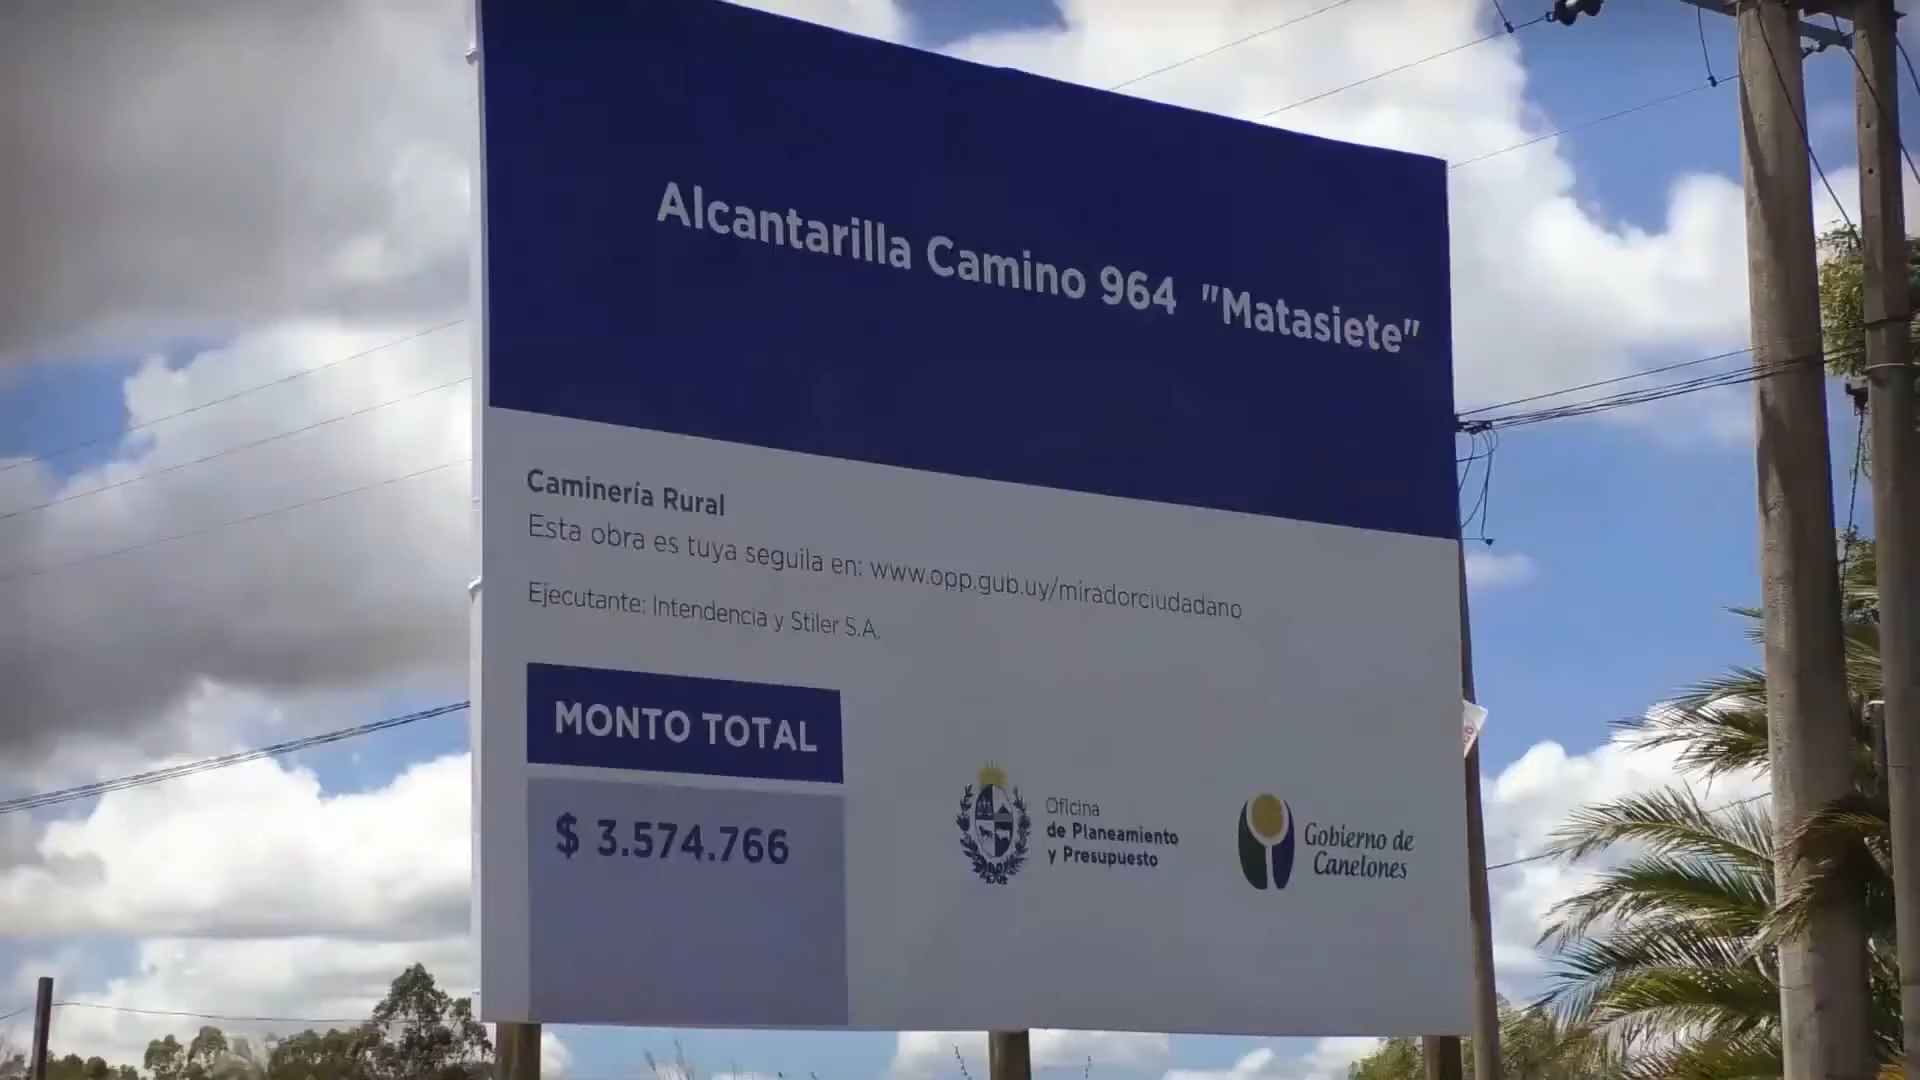 Alcantarilla Camino 964 "Matasiete"
Caminería Rural
Esta obra es tuya seguila en: www.opp.gub.uy/miradorciudadano
Ejecutante: Intendencia y Stiler S.A.
MONTO TOTAL
$ 3.574.766
Oficina
de Planeamiento
y Presupuesto
Gobierno de
Canelones